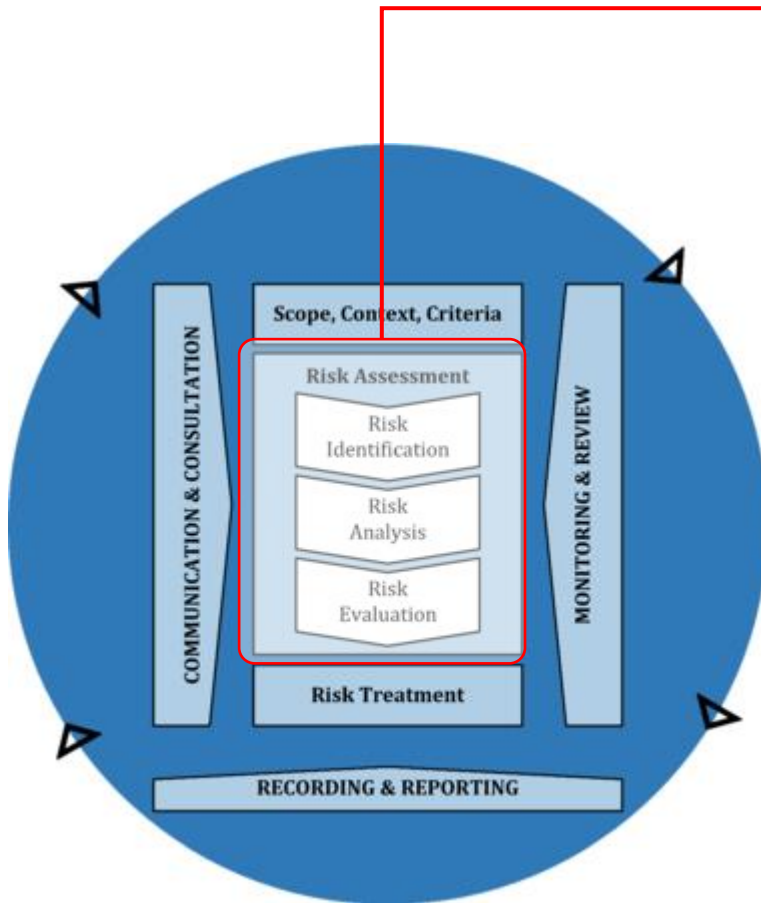 Scope, Context, Criteria
COMMUNICATION & CONSULTATION
Risk Assessment
Risk
Identification
Risk
Analysis
Risk
Evaluation
MONITORING & REVIEW
Risk Treatment
RECORDING & REPORTING